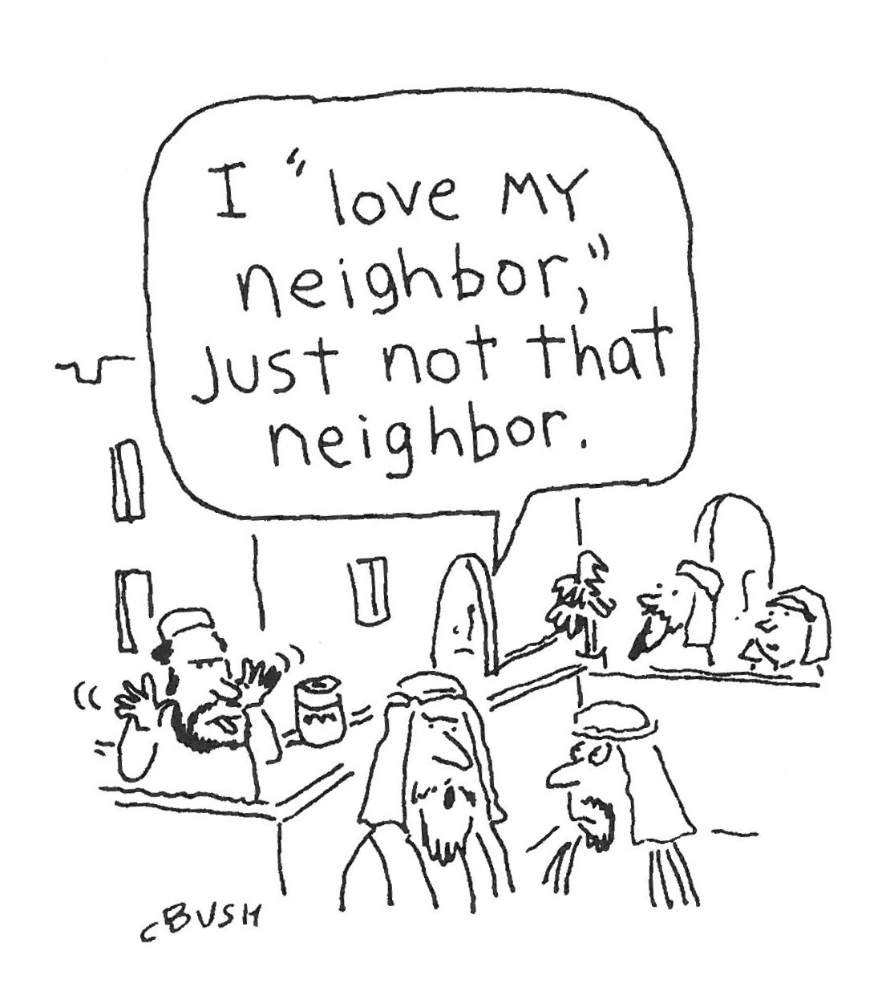 I "love MY
neighbor,"
just not that
neighbor.
CBUSH